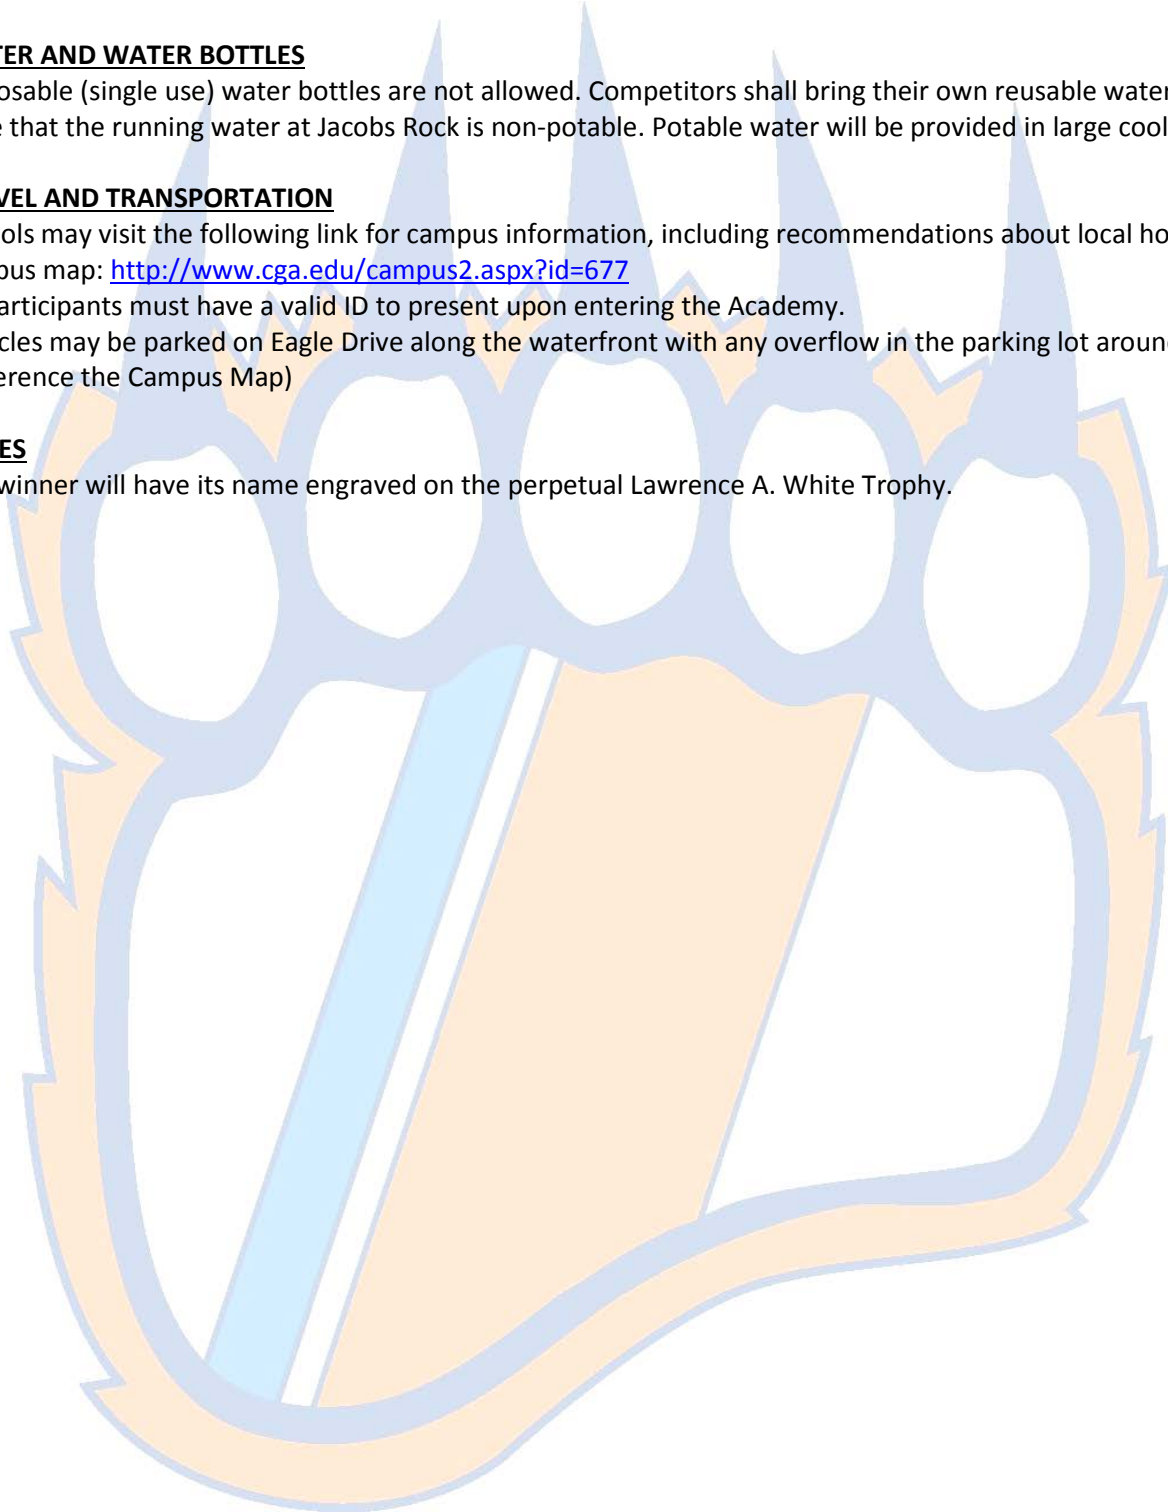 TER AND WATER BOTTLES
osable (single use) water bottles are not allowed. Competitors shall bring their own reusable water
e that the running water at Jacobs Rock is non-potable. Potable water will be provided in large cool
VEL AND TRANSPORTATION
ols may visit the following link for campus information, including recommendations about local ho
pus map: http://www.cga.edu/campus2.aspx?id=677
articipants must have a valid ID to present upon entering the Academy.
cles may be parked on Eagle Drive along the waterfront with any overflow in the parking lot aroun
erence the Campus Map)
ES
winner will have its name engraved on the perpetual Lawrence A. White Trophy.